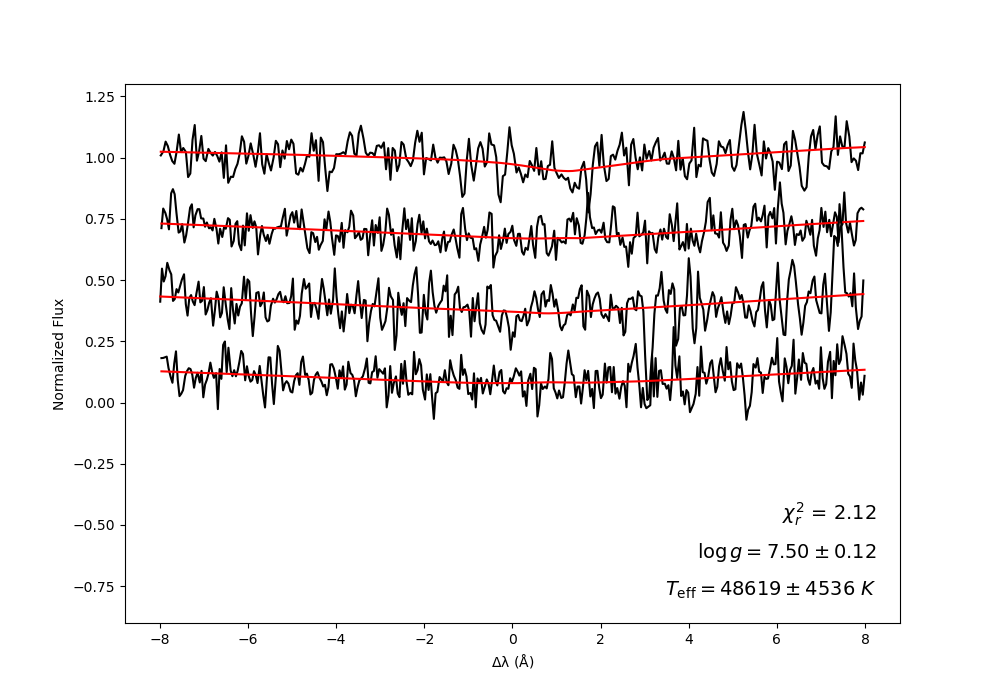 1.25
1.00
0.75
0.50
0.25
0.00
−0.25
−0.50
−0.75
Normalized Flux
χ²ᵣ = 2.12
log g = 7.50 ± 0.12
T_eff = 48619 ± 4536 K
−8 −6 −4 −2 0 2 4 6 8
Δλ (Å)